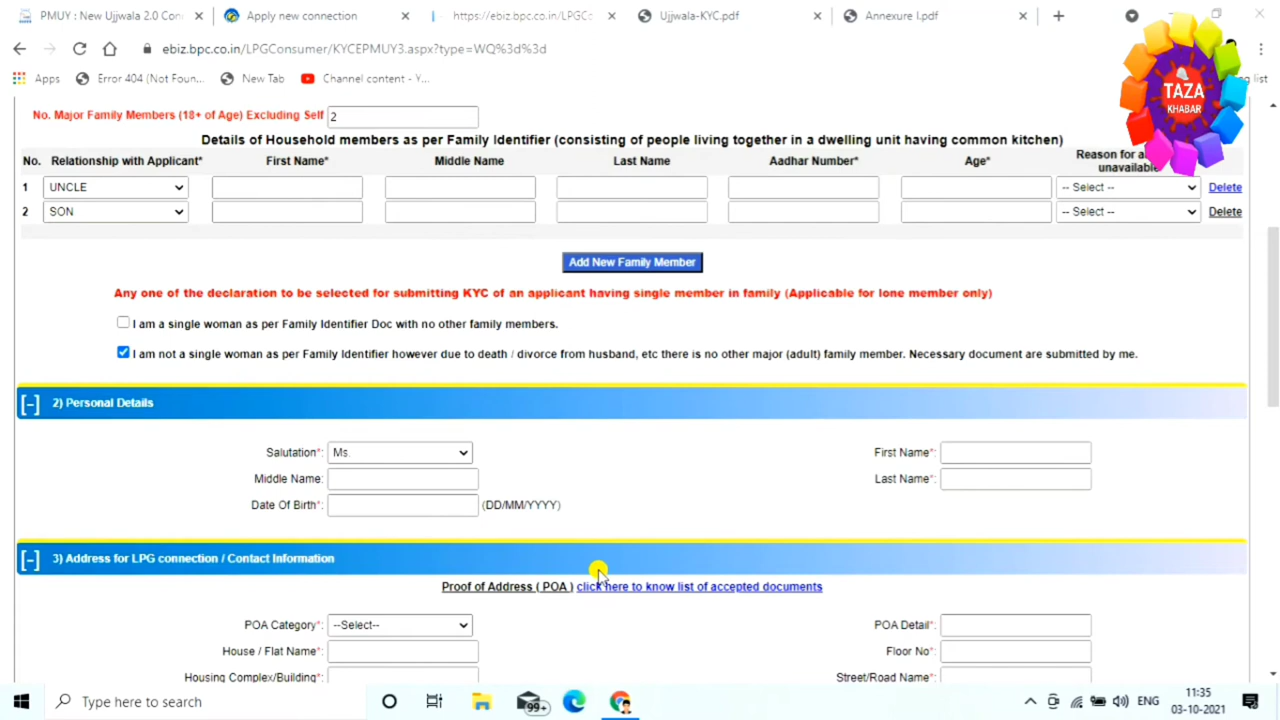 PMUY : New Ujjwala 2.0 Con
Apply new connection
https://ebiz.bpc.co.in/LPGCo
Ujjwala-KYC.pdf
Annexure I.pdf
ebiz.bpc.co.in/LPGConsumer/KYCEPMUY3.aspx?type=WQ%3d%3d
Apps
Error 404 (Not Foun...
New Tab
Channel content - Y...
ng list
TAZA
KHABAR
No. Major Family Members (18+ of Age) Excluding Self 2
Details of Household members as per Family Identifier (consisting of people living together in a dwelling unit having common kitchen)
No. Relationship with Applicant* First Name* Middle Name Last Name Aadhar Number* Age* Reason for a
unavailable
1 UNCLE -- Select -- Delete
2 SON -- Select -- Delete
Add New Family Member
Any one of the declaration to be selected for submitting KYC of an applicant having single member in family (Applicable for lone member only)
I am a single woman as per Family Identifier Doc with no other family members.
I am not a single woman as per Family Identifier however due to death / divorce from husband, etc there is no other major (adult) family member. Necessary document are submitted by me.
[-] 2) Personal Details
Salutation*: Ms. First Name*:
Middle Name: Last Name*:
Date Of Birth*: (DD/MM/YYYY)
[-] 3) Address for LPG connection / Contact Information
Proof of Address ( POA ) click here to know list of accepted documents
POA Category*: --Select-- POA Detail*:
House / Flat Name*: Floor No*:
Housing Complex/Building*: Street/Road Name*:
Type here to search
99+
ENG
11:35
03-10-2021